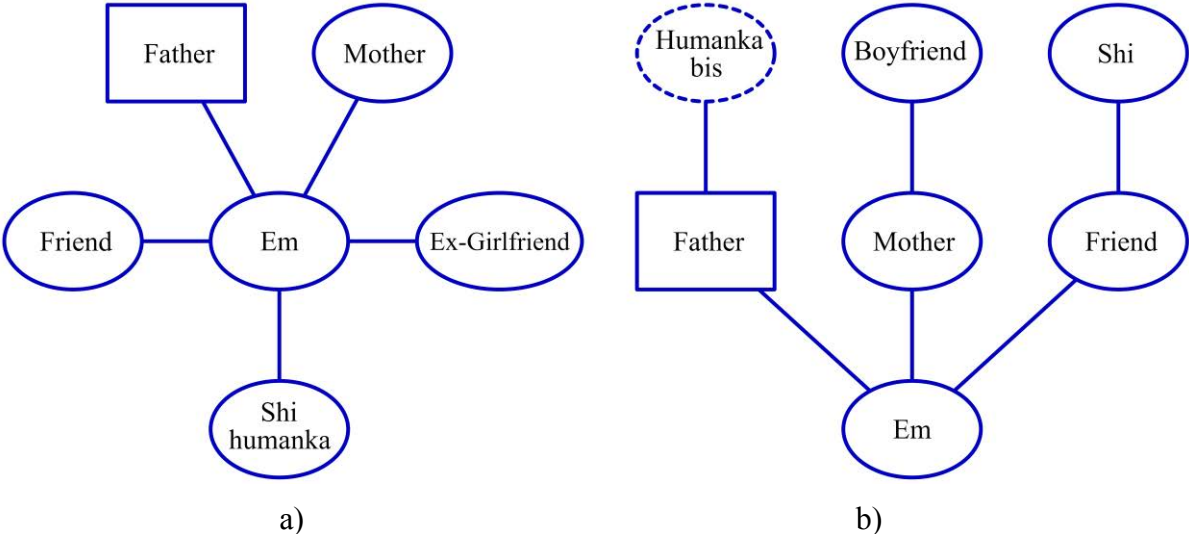 Father
Mother
Friend
Em
Ex-Girlfriend
Shi
humanka
a)
Humanka
bis
Boyfriend
Shi
Father
Mother
Friend
Em
b)